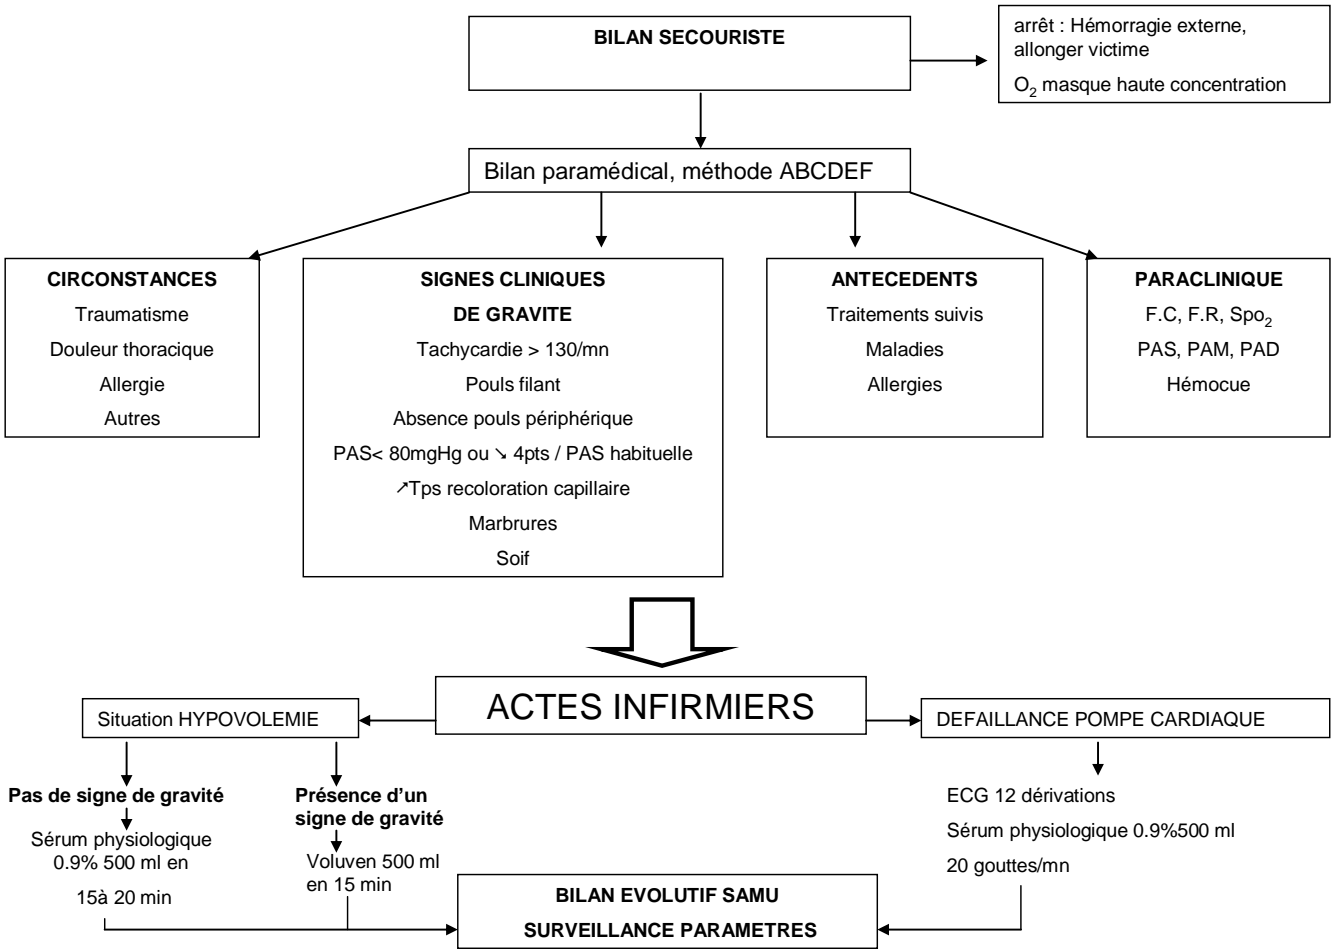 BILAN SECOURISTE
arrêt : Hémorragie externe,
allonger victime
O₂ masque haute concentration
Bilan paramédical, méthode ABCDEF
CIRCONSTANCES
Traumatisme
Douleur thoracique
Allergie
Autres
SIGNES CLINIQUES
DE GRAVITE
Tachycardie > 130/mn
Pouls filant
Absence pouls périphérique
PAS< 80mgHg ou ↘ 4pts / PAS habituelle
↗Tps recoloration capillaire
Marbrures
Soif
ANTECEDENTS
Traitements suivis
Maladies
Allergies
PARACLINIQUE
F.C, F.R, Spo₂
PAS, PAM, PAD
Hémocue
ACTES INFIRMIERS
Situation HYPOVOLEMIE
DEFAILLANCE POMPE CARDIAQUE
Pas de signe de gravité
Sérum physiologique
0.9% 500 ml en
15à 20 min
Présence d’un
signe de gravité
Voluven 500 ml
en 15 min
ECG 12 dérivations
Sérum physiologique 0.9%500 ml
20 gouttes/mn
BILAN EVOLUTIF SAMU
SURVEILLANCE PARAMETRES